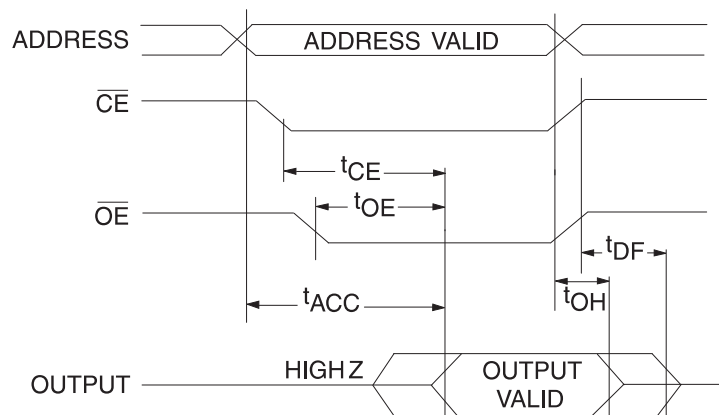 ADDRESS
ADDRESS VALID
CE
tCE
OE
tOE
tDF
tACC
tOH
OUTPUT
HIGH Z
OUTPUT
VALID